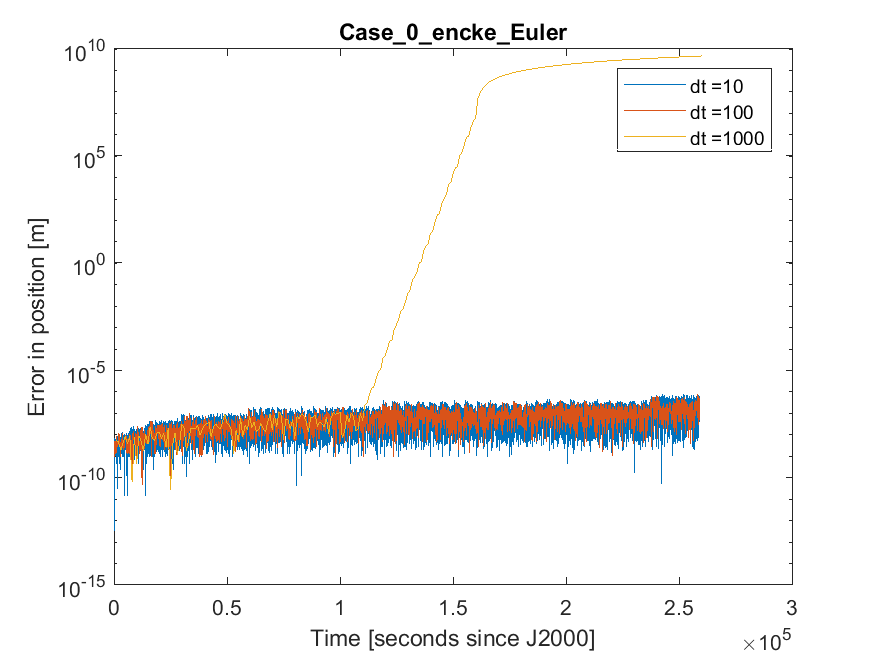 Case_0_encke_Euler
Error in position [m]
10^10
10^5
10^0
10^-5
10^-10
10^-15
dt =10
dt =100
dt =1000
0 0.5 1 1.5 2 2.5 3
Time [seconds since J2000]
×10^5